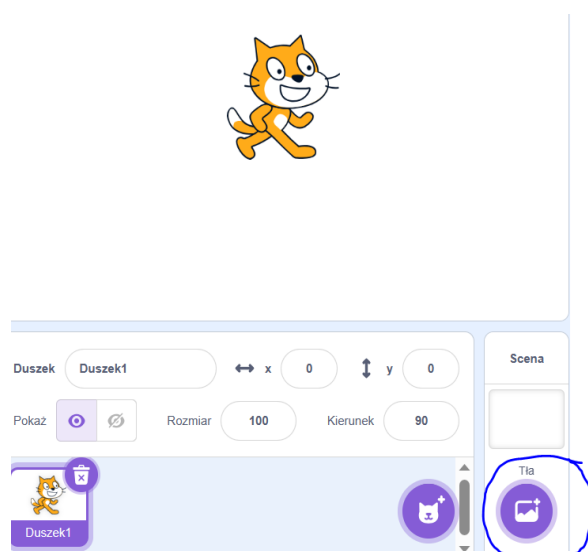 Duszek Duszek1 x 0 y 0
Scena
Pokaż Rozmiar 100 Kierunek 90
Tła
Duszek1